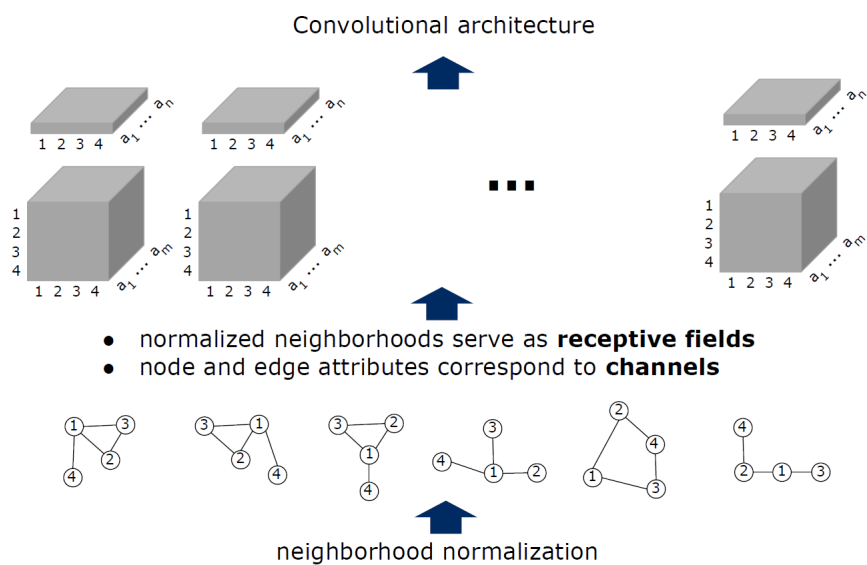 Convolutional architecture
1 2 3 4 a1 ... an
1 2 3 4 a1 ... an
1 2 3 4 a1 ... an
1
2
3
4
1 2 3 4 a1 ... am
1
2
3
4
1 2 3 4 a1 ... am
...
1
2
3
4
1 2 3 4 a1 ... am
● normalized neighborhoods serve as receptive fields
● node and edge attributes correspond to channels
1 3
2
4
3 1
2
4
3 2
1
4
3
4 1 2
2
4
1 3
4
2 1 3
neighborhood normalization